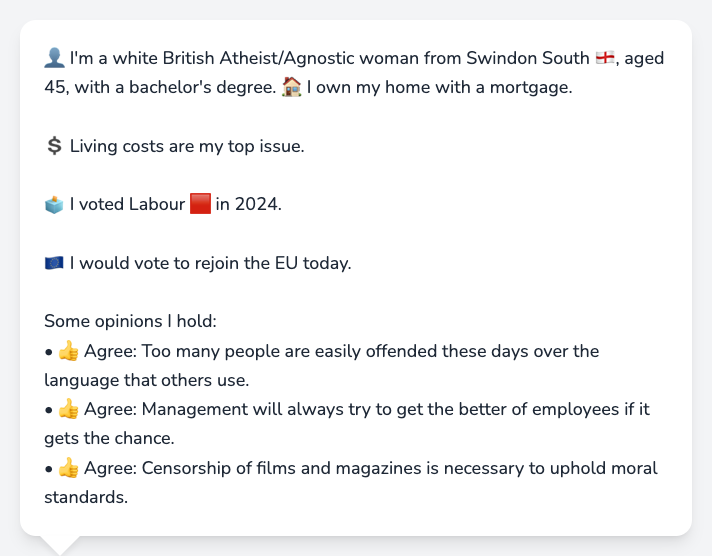 👤 I'm a white British Atheist/Agnostic woman from Swindon South 🏴󠁧󠁢󠁥󠁮󠁧󠁿, aged
45, with a bachelor's degree. 🏠 I own my home with a mortgage.
💲 Living costs are my top issue.
🗳️ I voted Labour 🟥 in 2024.
🇪🇺 I would vote to rejoin the EU today.
Some opinions I hold:
• 👍 Agree: Too many people are easily offended these days over the
language that others use.
• 👍 Agree: Management will always try to get the better of employees if it
gets the chance.
• 👍 Agree: Censorship of films and magazines is necessary to uphold moral
standards.